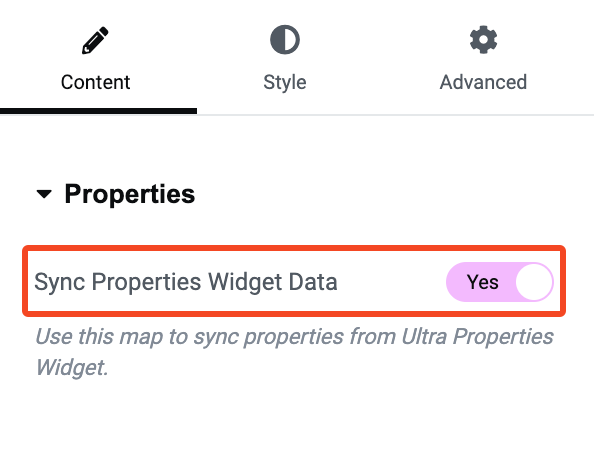 Content Style Advanced
Properties
Sync Properties Widget Data Yes
Use this map to sync properties from Ultra Properties
Widget.